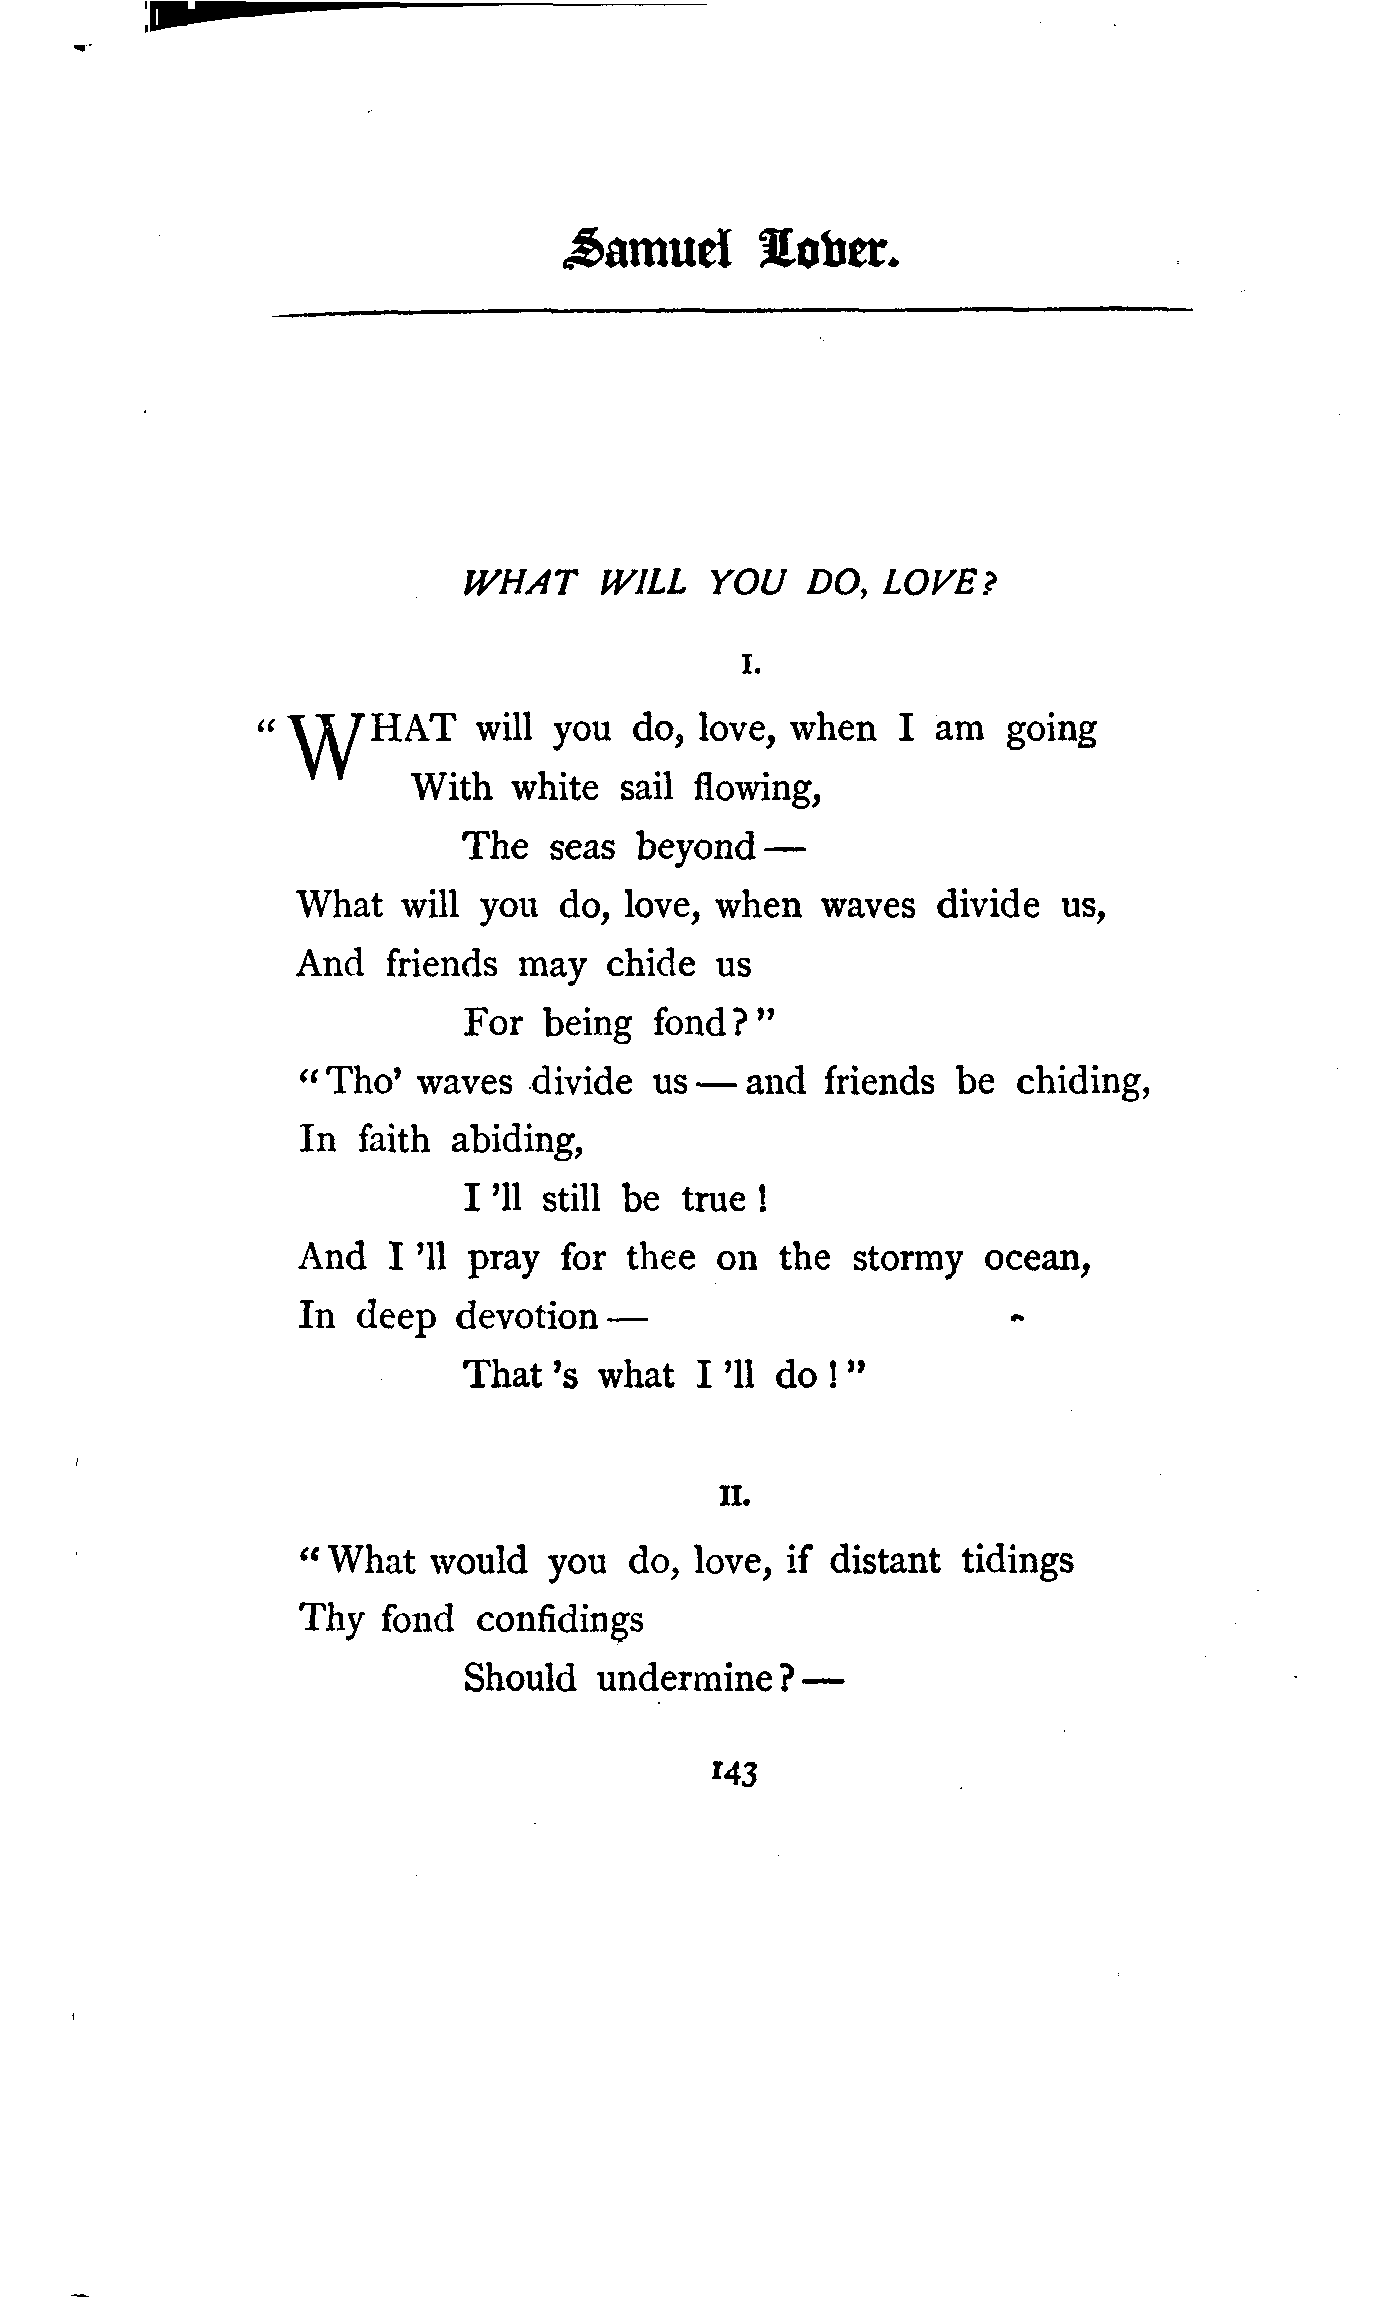 Samuel Lover.
WHAT WILL YOU DO, LOVE?
I.
“WHAT will you do, love, when I am going
With white sail flowing,
The seas beyond—
What will you do, love, when waves divide us,
And friends may chide us
For being fond?”
“Tho’ waves divide us—and friends be chiding,
In faith abiding,
I ’ll still be true!
And I ’ll pray for thee on the stormy ocean,
In deep devotion—
That ’s what I ’ll do!”
II.
“What would you do, love, if distant tidings
Thy fond confidings
Should undermine?—
143